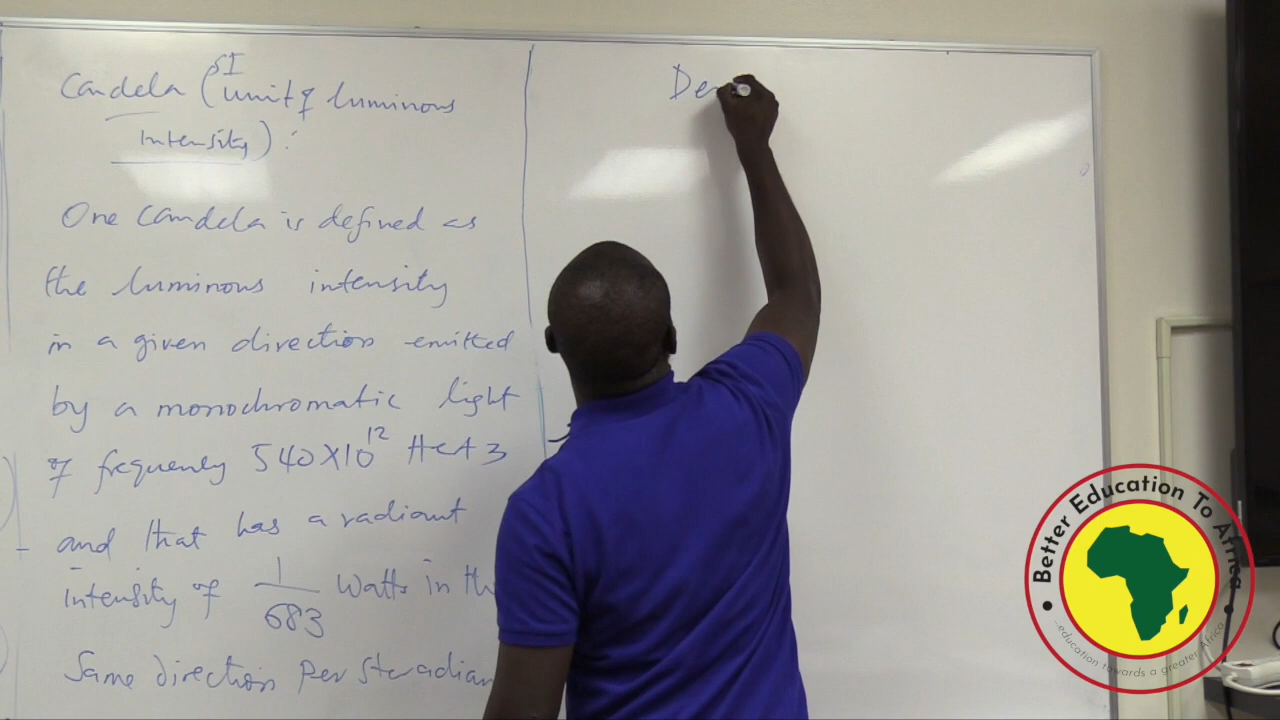 Candela (SI unit of luminous
intensity):
One Candela is defined as
the luminous intensity
in a given direction emitted
by a monochromatic light
of frequency 540X10¹² Hertz
and that has a radiant
intensity of 1/683 Watts in the
Same direction per steradian
De
Better Education To Africa
...education towards a greater Africa